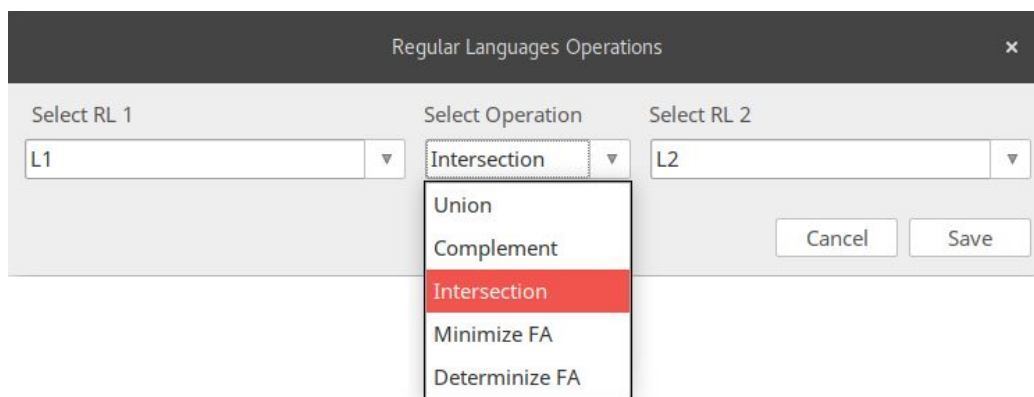 Regular Languages Operations ×
Select RL 1 Select Operation Select RL 2
L1 Intersection L2
Union
Complement
Cancel Save
Intersection
Minimize FA
Determinize FA